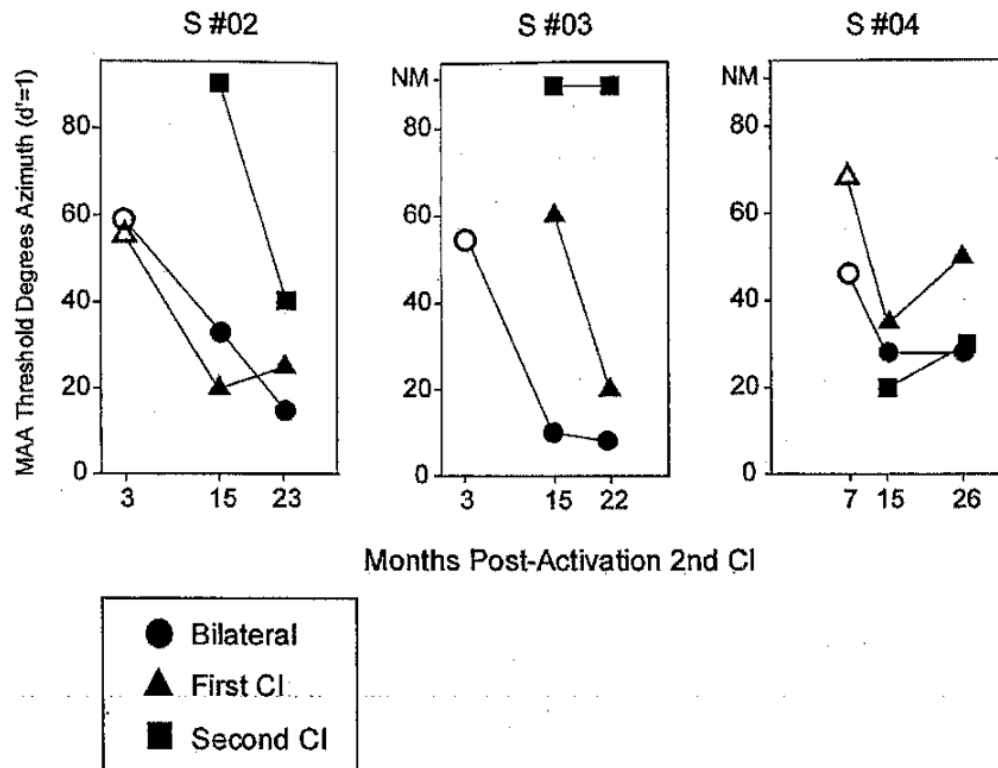 S #02 S #03 S #04
MAA Threshold Degrees Azimuth (d'=1)
80
60
40
20
0
3 15 23
NM
80
60
40
20
0
3 15 22
NM
80
60
40
20
0
7 15 26
Months Post-Activation 2nd CI
Bilateral
First CI
Second CI